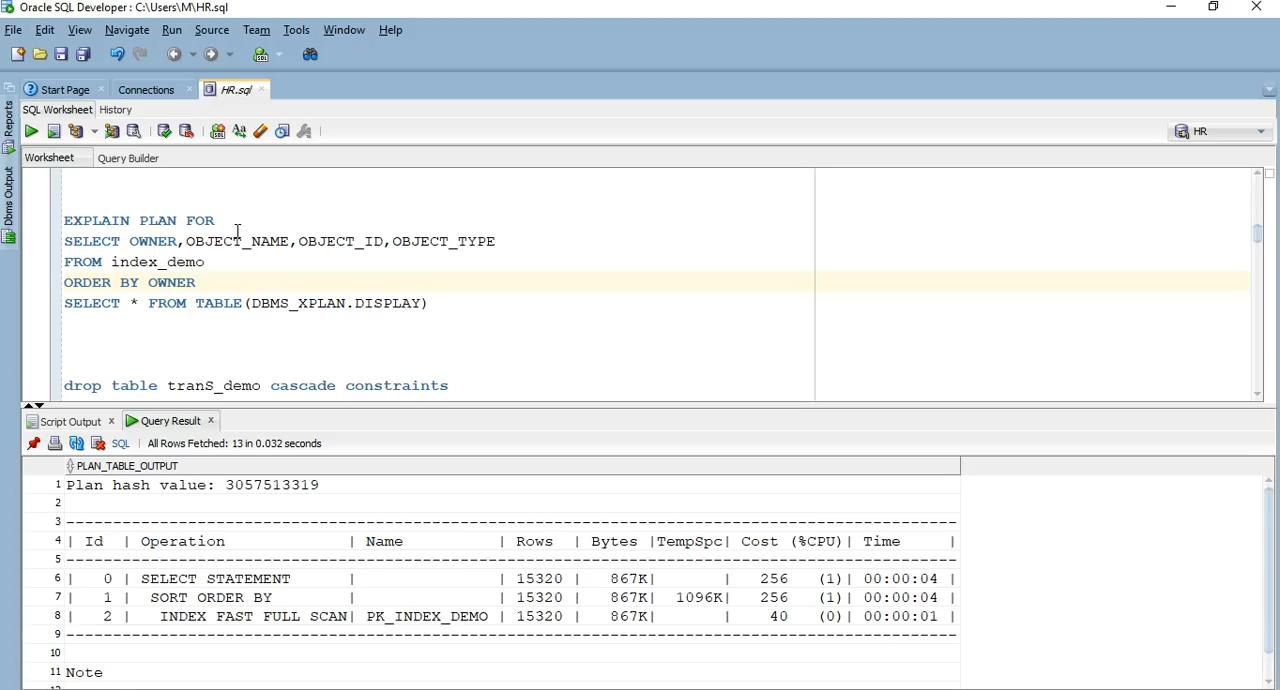 Oracle SQL Developer : C:\Users\M\HR.sql
File Edit View Navigate Run Source Team Tools Window Help
Start Page Connections HR.sql
SQL Worksheet History
HR
Worksheet Query Builder
Reports
Dbms Output
EXPLAIN PLAN FOR
SELECT OWNER,OBJECT_NAME,OBJECT_ID,OBJECT_TYPE
FROM index_demo
ORDER BY OWNER
SELECT * FROM TABLE(DBMS_XPLAN.DISPLAY)
drop table tranS_demo cascade constraints
Script Output Query Result
SQL All Rows Fetched: 13 in 0.032 seconds
PLAN_TABLE_OUTPUT
1 Plan hash value: 3057513319
2
3 ------------------------------------------------------------------------------------------------
4 | Id | Operation | Name | Rows | Bytes |TempSpc| Cost (%CPU)| Time |
5 ------------------------------------------------------------------------------------------------
6 | 0 | SELECT STATEMENT | | 15320 | 867K| | 256 (1)| 00:00:04 |
7 | 1 | SORT ORDER BY | | 15320 | 867K| 1096K| 256 (1)| 00:00:04 |
8 | 2 | INDEX FAST FULL SCAN| PK_INDEX_DEMO | 15320 | 867K| | 40 (0)| 00:00:01 |
9 ------------------------------------------------------------------------------------------------
10
11 Note